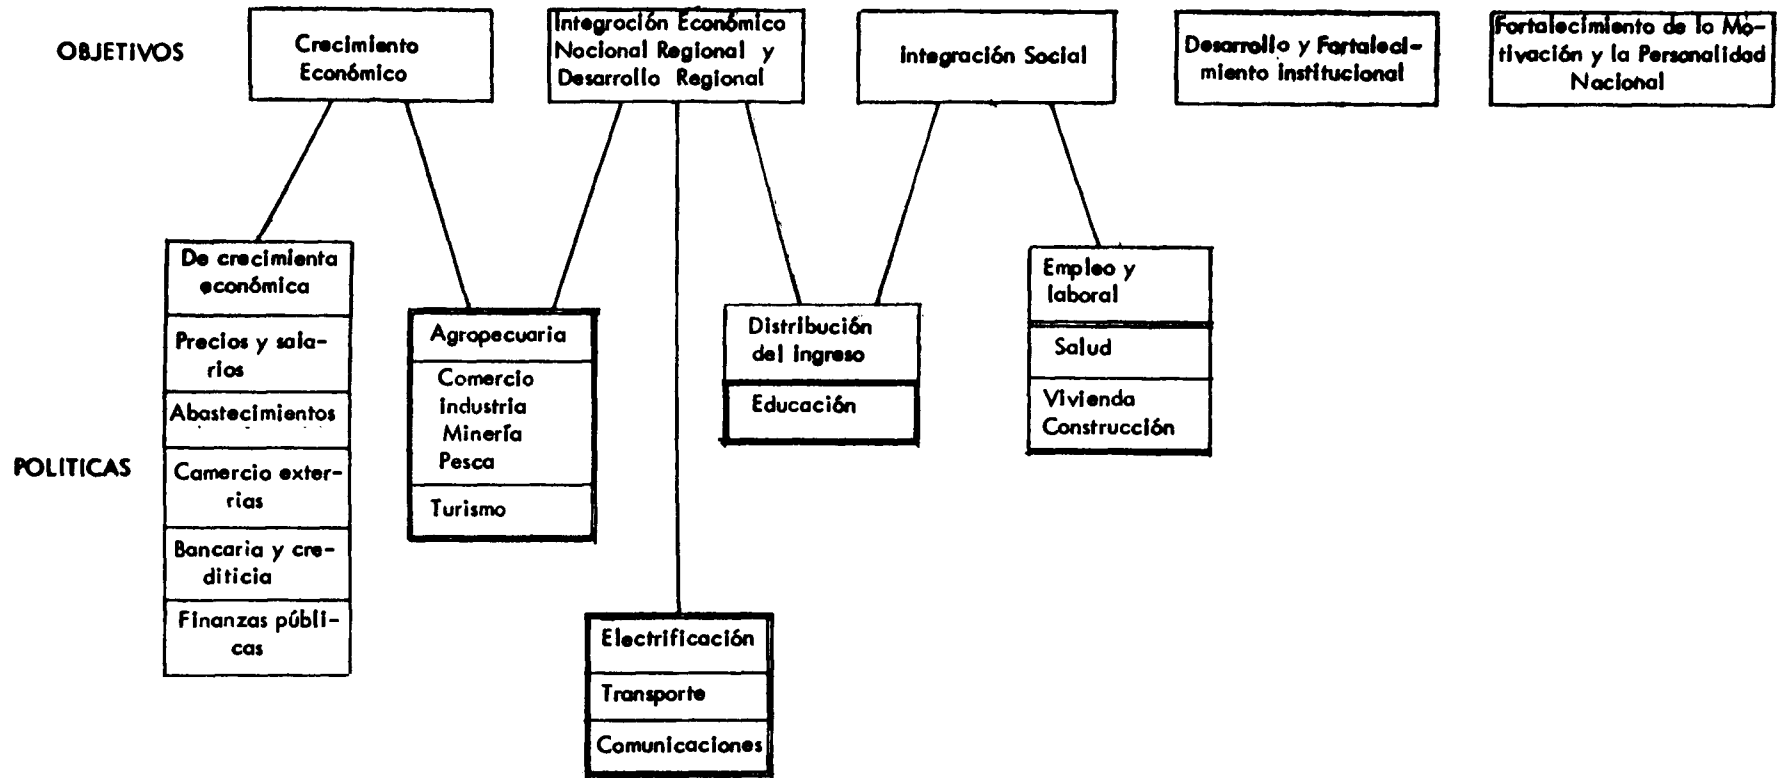 OBJETIVOS
Crecimiento
Económico
Integración Económico
Nacional Regional y
Desarrollo Regional
integración Social
Desarrollo y Fortaleci-
miento institucional
Fortalecimiento de lo Mo-
tivación y la Personalidad
Nacional
POLITICAS
De crecimienta
económica
Precios y sala-
rios
Abastecimientos
Camercio exter-
rias
Bancaria y cre-
diticia
Finanzas públi-
cas
Agropecuaria
Comercio
industria
Minería
Pesca
Turismo
Electrificación
Transporte
Comunicaciones
Distribución
del ingreso
Educación
Empleo y
laboral
Salud
Vivienda
Construcción